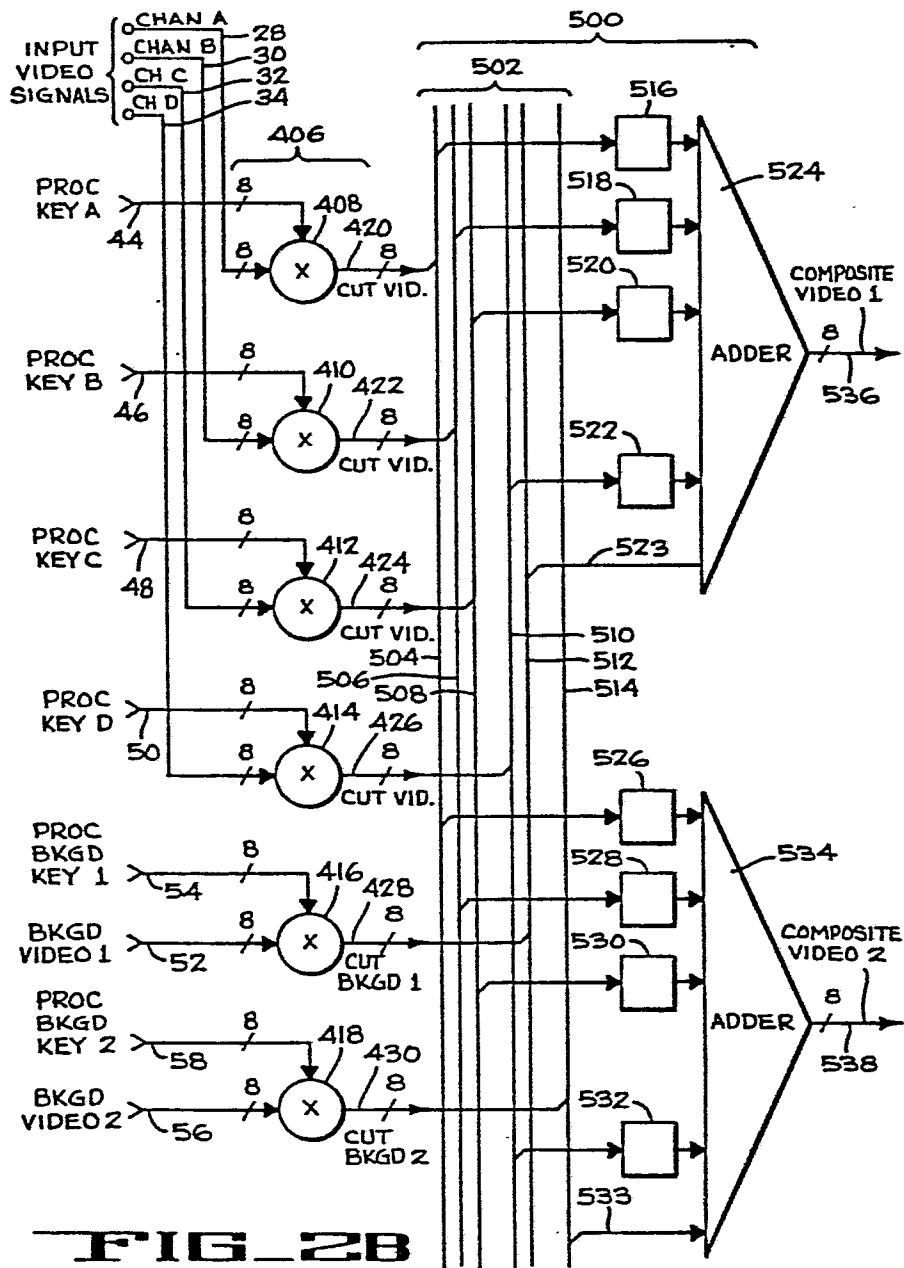 CHAN A
28
500
INPUT
VIDEO
SIGNALS
CHAN B
30
502
CH C
32
516
CH D
34
406
524
PROC
KEY A
8
408
518
44
420
8
520
8
X
CUT VID.
COMPOSITE
VIDEO 1
ADDER
8
536
PROC
KEY B
8
410
46
422
8
522
8
X
CUT VID.
523
PROC
KEY C
8
412
48
424
8
8
X
CUT VID.
504
510
506
512
508
514
PROC
KEY D
8
414
50
426
8
526
8
X
CUT VID.
534
PROC
BKGD
KEY 1
8
416
528
54
428
8
530
COMPOSITE
VIDEO 2
BKGD
VIDEO 1
8
X
52
CUT
BKGD 1
PROC
BKGD
KEY 2
8
418
ADDER
8
538
58
430
8
532
BKGD
VIDEO 2
8
X
56
CUT
BKGD 2
533
FIG_2B